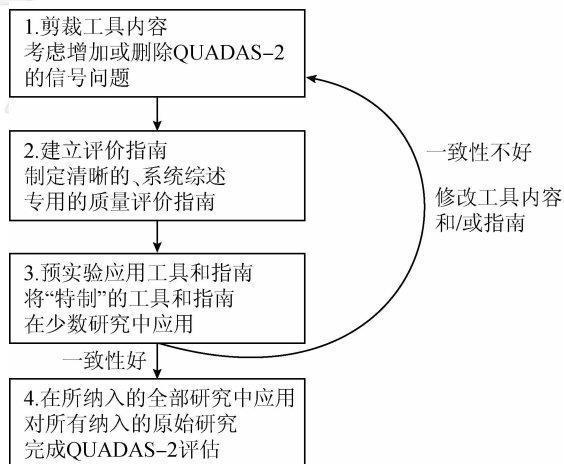 1.剪裁工具内容
考虑增加或删除QUADAS–2
的信号问题
2.建立评价指南
制定清晰的、系统综述
专用的质量评价指南
一致性不好
修改工具内容
和/或指南
3.预实验应用工具和指南
将“特制”的工具和指南
在少数研究中应用
一致性好
4.在所纳入的全部研究中应用
对所有纳入的原始研究
完成QUADAS–2评估